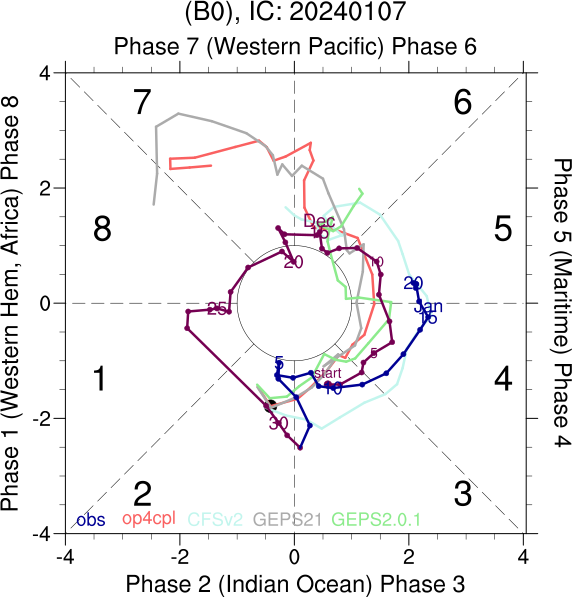 (B0), IC: 20240107
Phase 7 (Western Pacific) Phase 6
Phase 1 (Western Hem, Africa) Phase 8
Phase 5 (Maritime) Phase 4
4
2
0
-2
-4
7
6
8
5
1
4
2
3
Dec
15
20
10
20
Jan
15
25
5
5
start
10
30
obs op4cpl CFSv2 GEPS21 GEPS2.0.1
-4 -2 0 2 4
Phase 2 (Indian Ocean) Phase 3